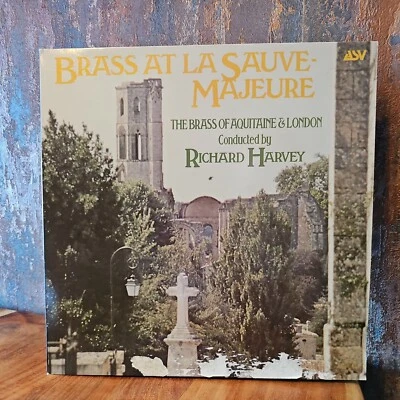 ASV
BRASS AT LA SAUVE-
MAJEURE
THE BRASS OF AQUITAINE & LONDON
Conducted by
RICHARD HARVEY